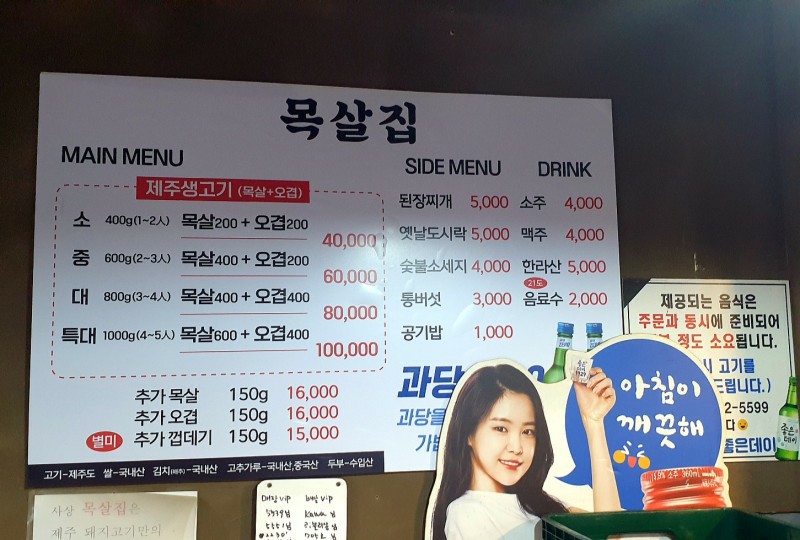 목살집
MAIN MENU
제주생고기 (목살+오겹)
소 400g(1~2人) 목살200 + 오겹200
40,000
중 600g(2~3人) 목살400 + 오겹200
60,000
대 800g(3~4人) 목살400 + 오겹400
80,000
특대 1000g(4~5人) 목살600 + 오겹400
100,000
추가 목살 150g 16,000
추가 오겹 150g 16,000
별미 추가 껍데기 150g 15,000
고기-제주도 쌀-국내산 김치(배추)-국내산 고추가루-국내산,중국산 두부-수입산
SIDE MENU
된장찌개 5,000
옛날도시락 5,000
숯불소세지 4,000
통버섯 3,000
공기밥 1,000
DRINK
소주 4,000
맥주 4,000
한라산 5,000
21도
음료수 2,000
과당
과당을
아침이
깨끗해
360ml
제공되는 음식은
주문과 동시에 준비되어
정도 소요됩니다.
고기를
드립니다.)
2-5599
좋은데이
사상 목살집은
제주 돼지고기만의
매장 VIP